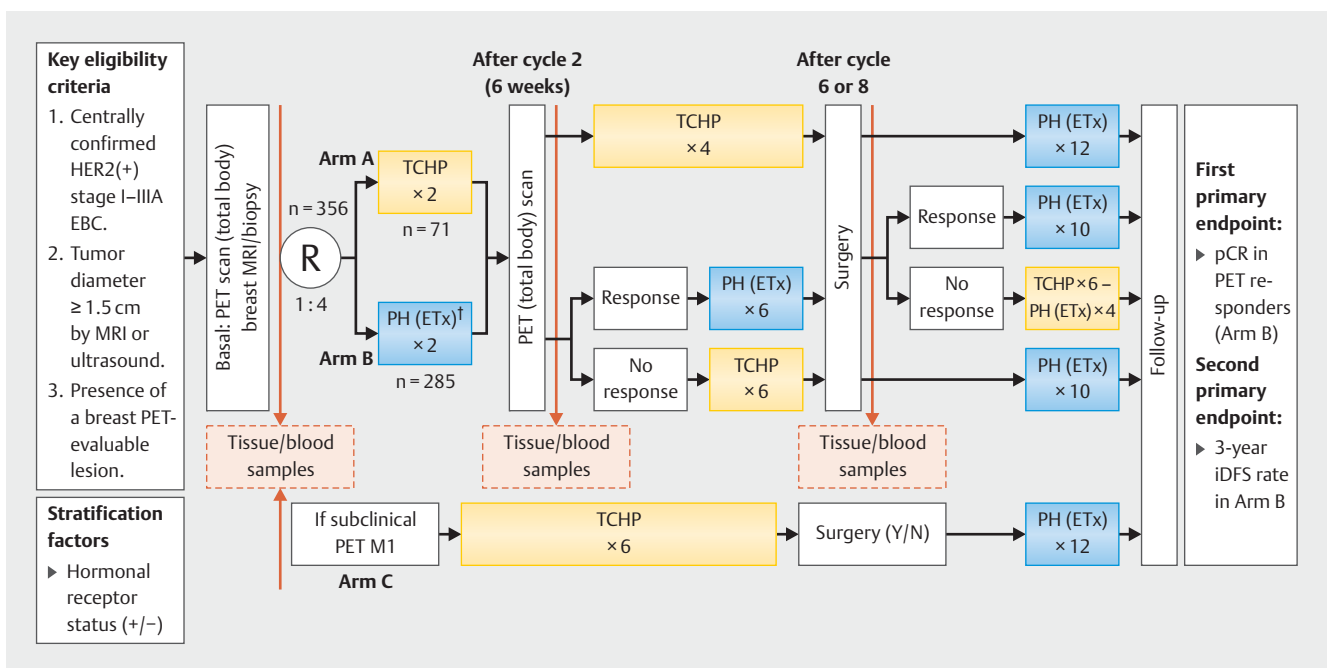 Key eligibility
criteria
1. Centrally
confirmed
HER2(+)
stage I–IIIA
EBC.
2. Tumor
diameter
≥ 1.5 cm
by MRI or
ultrasound.
3. Presence of
a breast PET-
evaluable
lesion.
Stratification
factors
▶ Hormonal
receptor
status (+/−)
Basal: PET scan (total body)
breast MRI/biopsy
n = 356
R
1 : 4
Arm A
TCHP
× 2
n = 71
PH (ETx)†
× 2
Arm B
n = 285
Tissue/blood
samples
After cycle 2
(6 weeks)
PET (total body) scan
Tissue/blood
samples
TCHP
× 4
Response
PH (ETx)
× 6
No
response
TCHP
× 6
After cycle
6 or 8
Surgery
Tissue/blood
samples
PH (ETx)
× 12
Response
PH (ETx)
× 10
No
response
TCHP × 6 –
PH (ETx) × 4
PH (ETx)
× 10
If subclinical
PET M1
Arm C
TCHP
× 6
Surgery (Y/N)
PH (ETx)
× 12
Follow-up
First
primary
endpoint:
▶ pCR in
PET re-
sponders
(Arm B)
Second
primary
endpoint:
▶ 3-year
iDFS rate
in Arm B